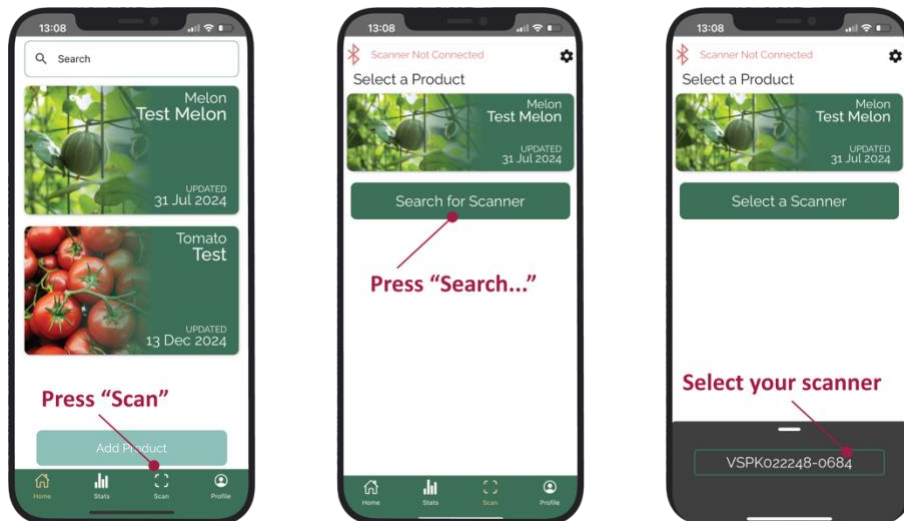 13:08
Search
Melon
Test Melon
UPDATED
31 Jul 2024
Tomato
Test
UPDATED
13 Dec 2024
Press “Scan”
Add Product
Home
Stats
Scan
Profile
13:08
Scanner Not Connected
Select a Product
Melon
Test Melon
UPDATED
31 Jul 2024
Search for Scanner
Press “Search...”
Home
Stats
Scan
Profile
13:08
Scanner Not Connected
Select a Product
Melon
Test Melon
UPDATED
31 Jul 2024
Select a Scanner
Select your scanner
VSPK022248-0684